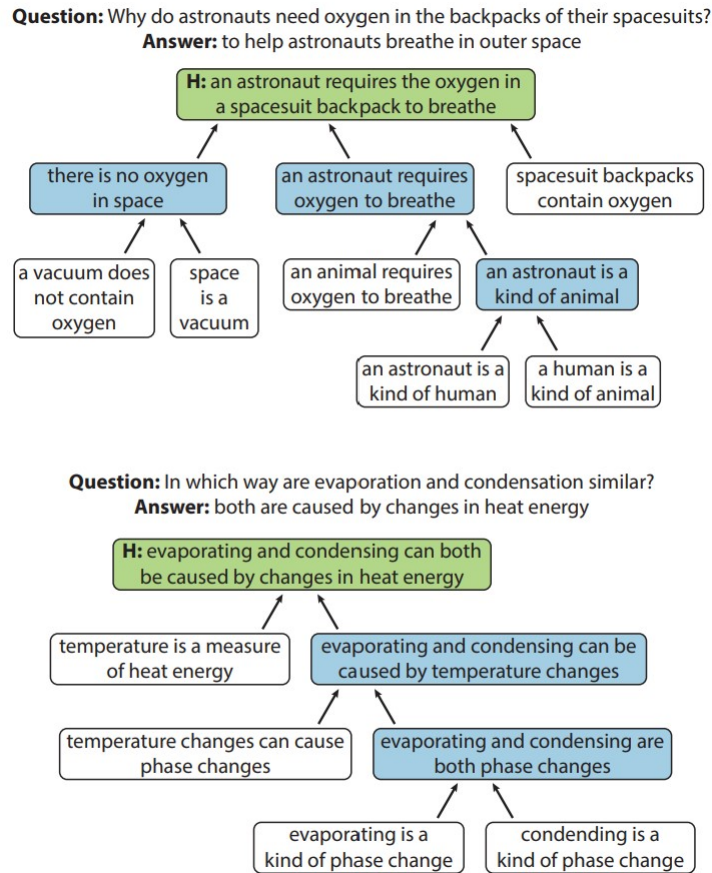 Question: Why do astronauts need oxygen in the backpacks of their spacesuits?
Answer: to help astronauts breathe in outer space
H: an astronaut requires the oxygen in
a spacesuit backpack to breathe
there is no oxygen
in space
an astronaut requires
oxygen to breathe
spacesuit backpacks
contain oxygen
a vacuum does
not contain
oxygen
space
is a
vacuum
an animal requires
oxygen to breathe
an astronaut is a
kind of animal
an astronaut is a
kind of human
a human is a
kind of animal
Question: In which way are evaporation and condensation similar?
Answer: both are caused by changes in heat energy
H: evaporating and condensing can both
be caused by changes in heat energy
temperature is a measure
of heat energy
evaporating and condensing can be
caused by temperature changes
temperature changes can cause
phase changes
evaporating and condensing are
both phase changes
evaporating is a
kind of phase change
condending is a
kind of phase change